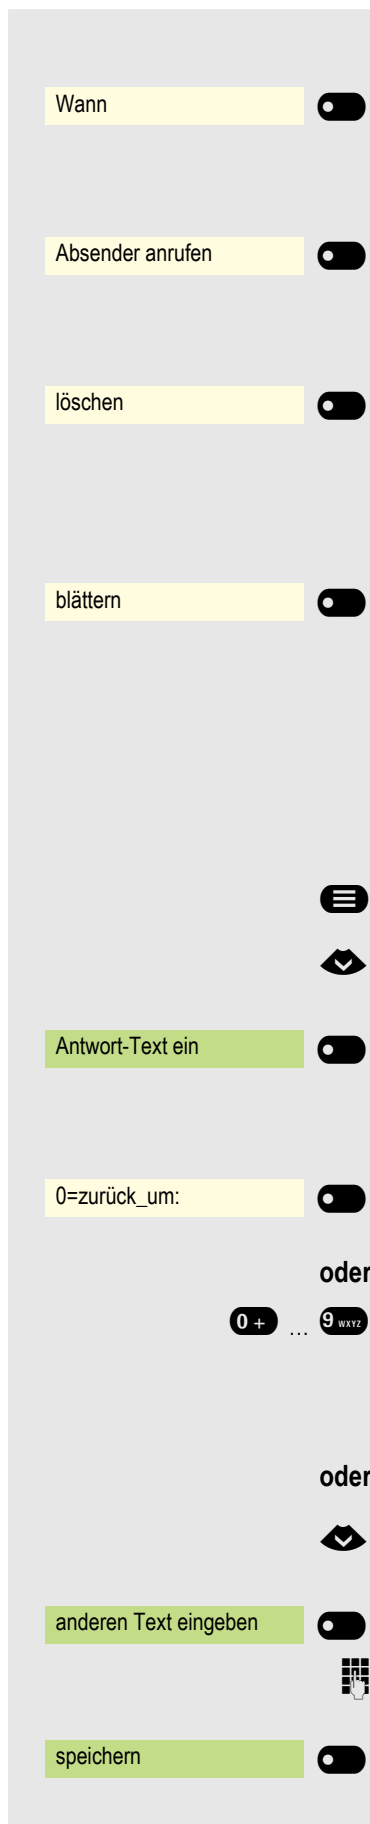 Wann
Absender anrufen
löschen
blättern
Antwort-Text ein
0=zurück_um:
oder
0 + ... 9 WXYZ
oder
anderen Text eingeben
speichern